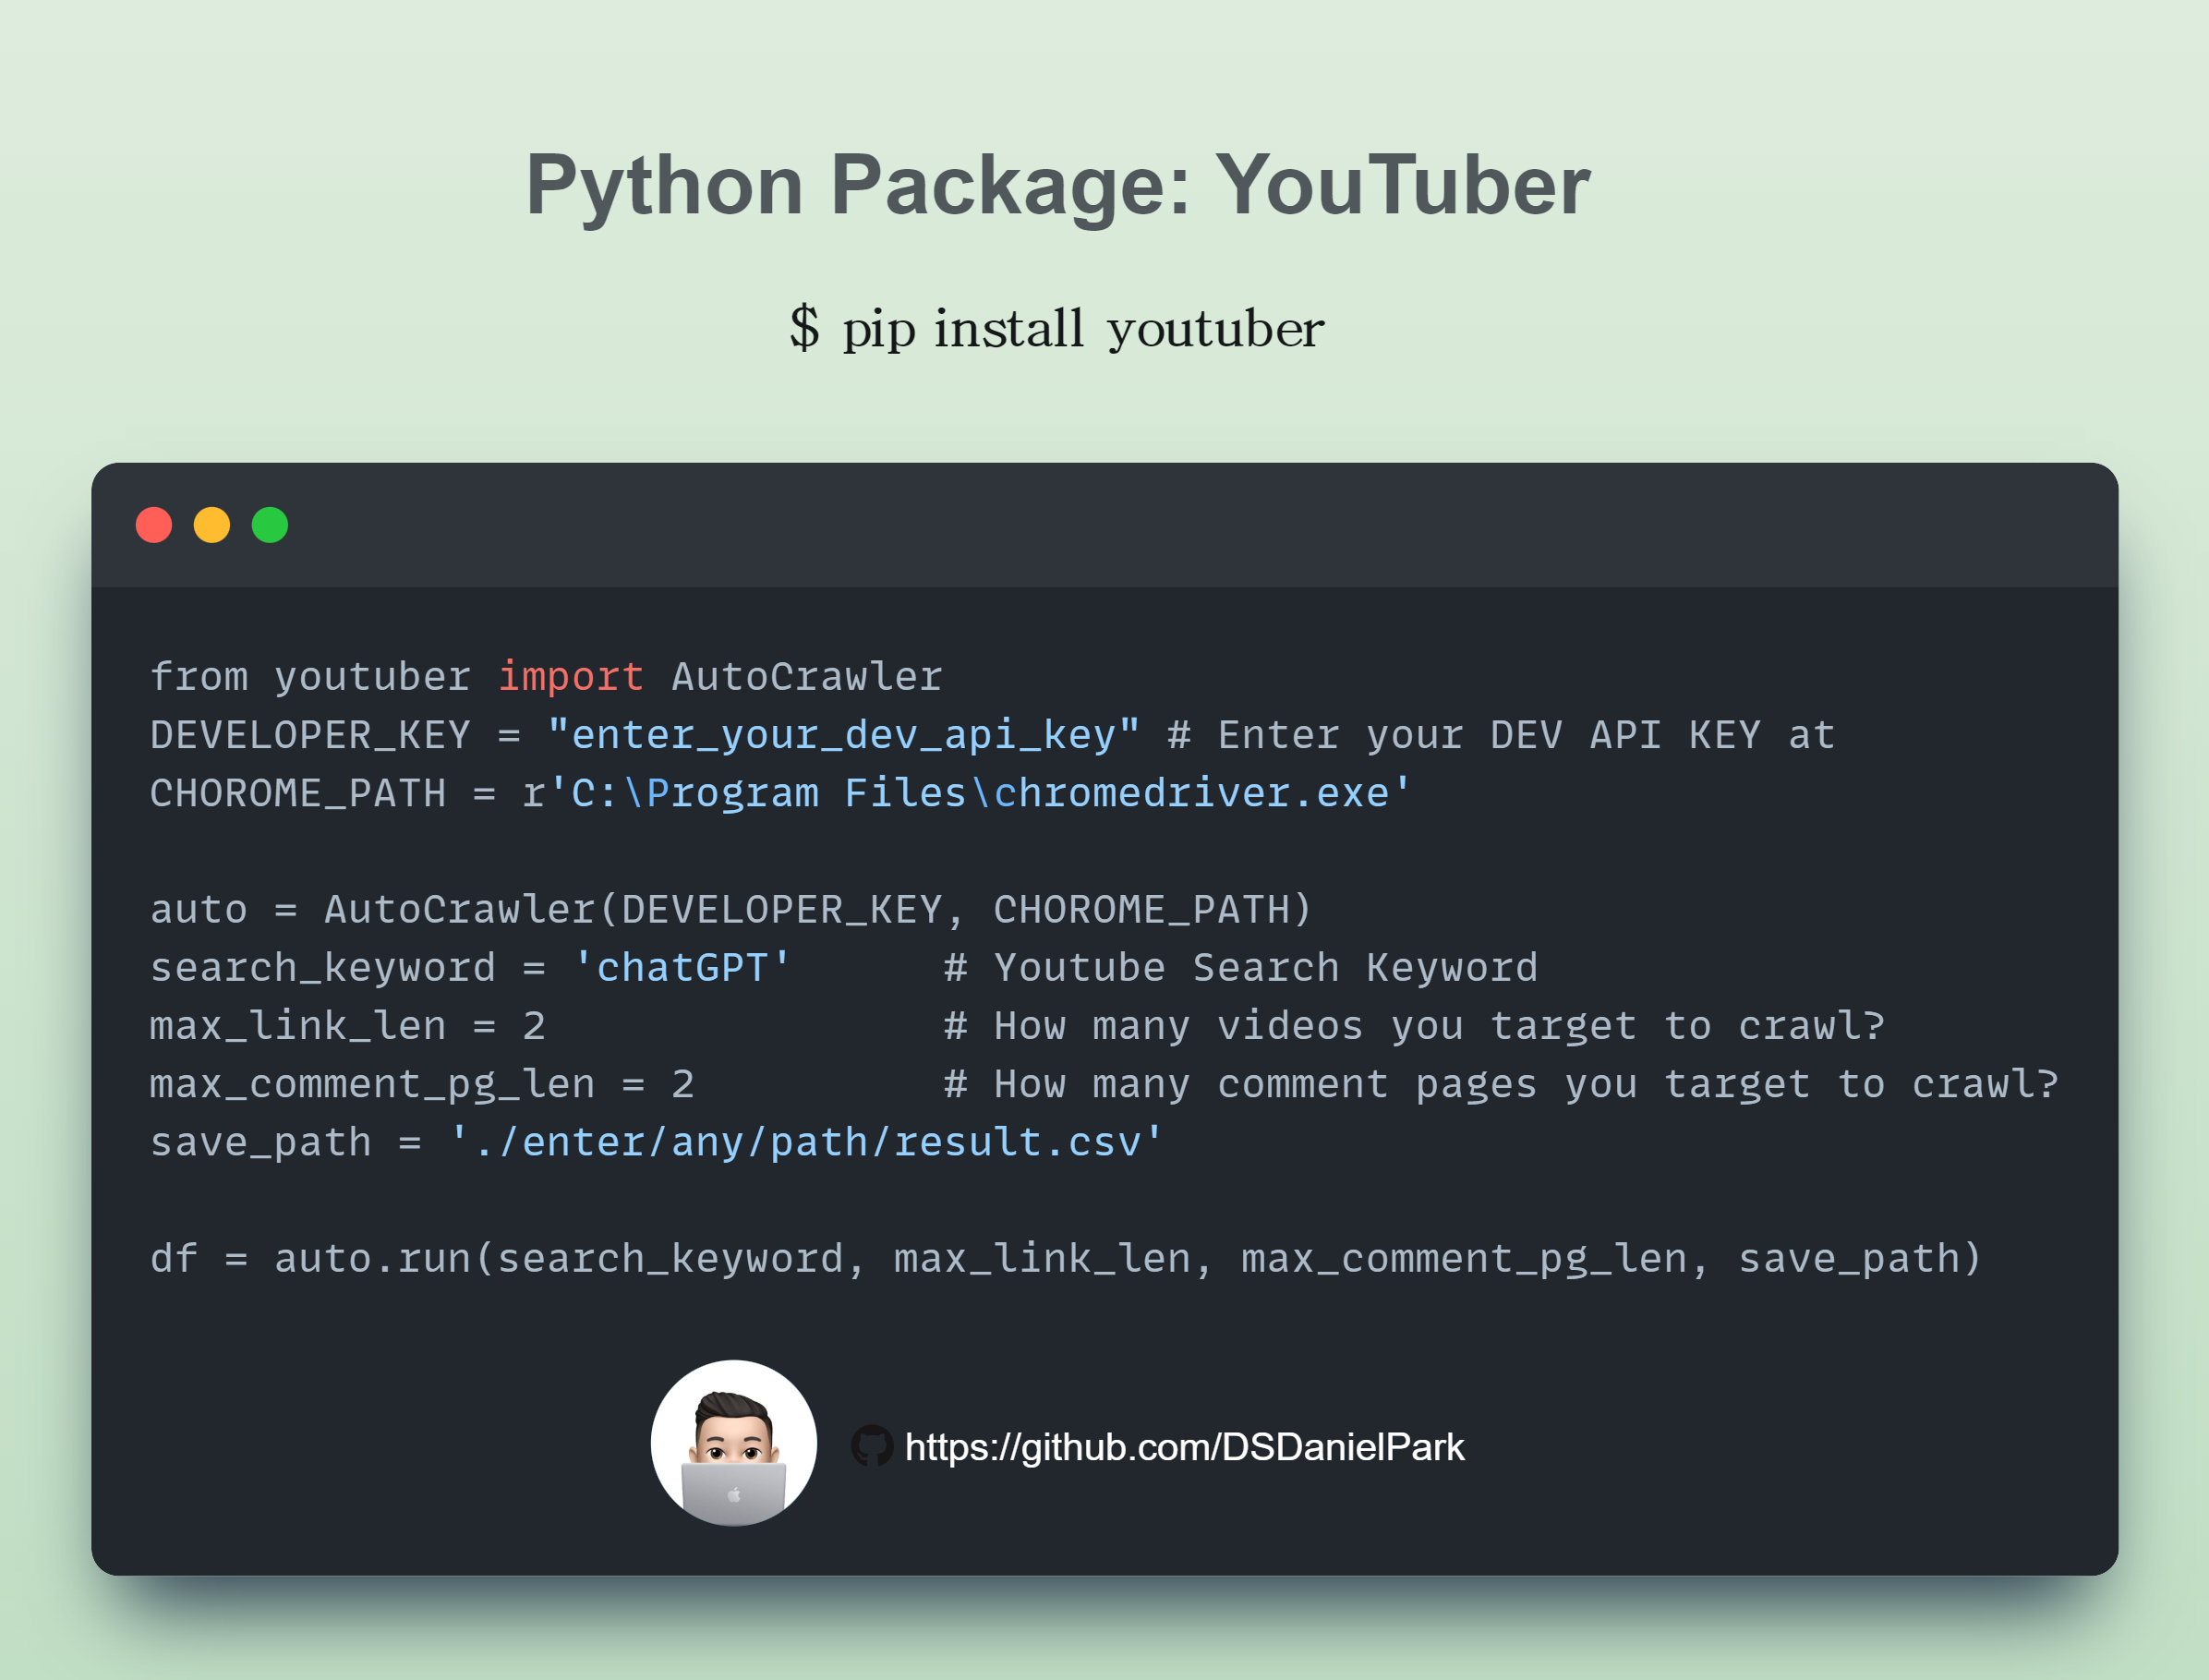 Python Package: YouTuber
$ pip install youtuber
from youtuber import AutoCrawler
DEVELOPER_KEY = "enter_your_dev_api_key" # Enter your DEV API KEY at
CHOROME_PATH = r'C:\Program Files\chromedriver.exe'
auto = AutoCrawler(DEVELOPER_KEY, CHOROME_PATH)
search_keyword = 'chatGPT'      # Youtube Search Keyword
max_link_len = 2                # How many videos you target to crawl?
max_comment_pg_len = 2          # How many comment pages you target to crawl?
save_path = './enter/any/path/result.csv'
df = auto.run(search_keyword, max_link_len, max_comment_pg_len, save_path)
https://github.com/DSDanielPark